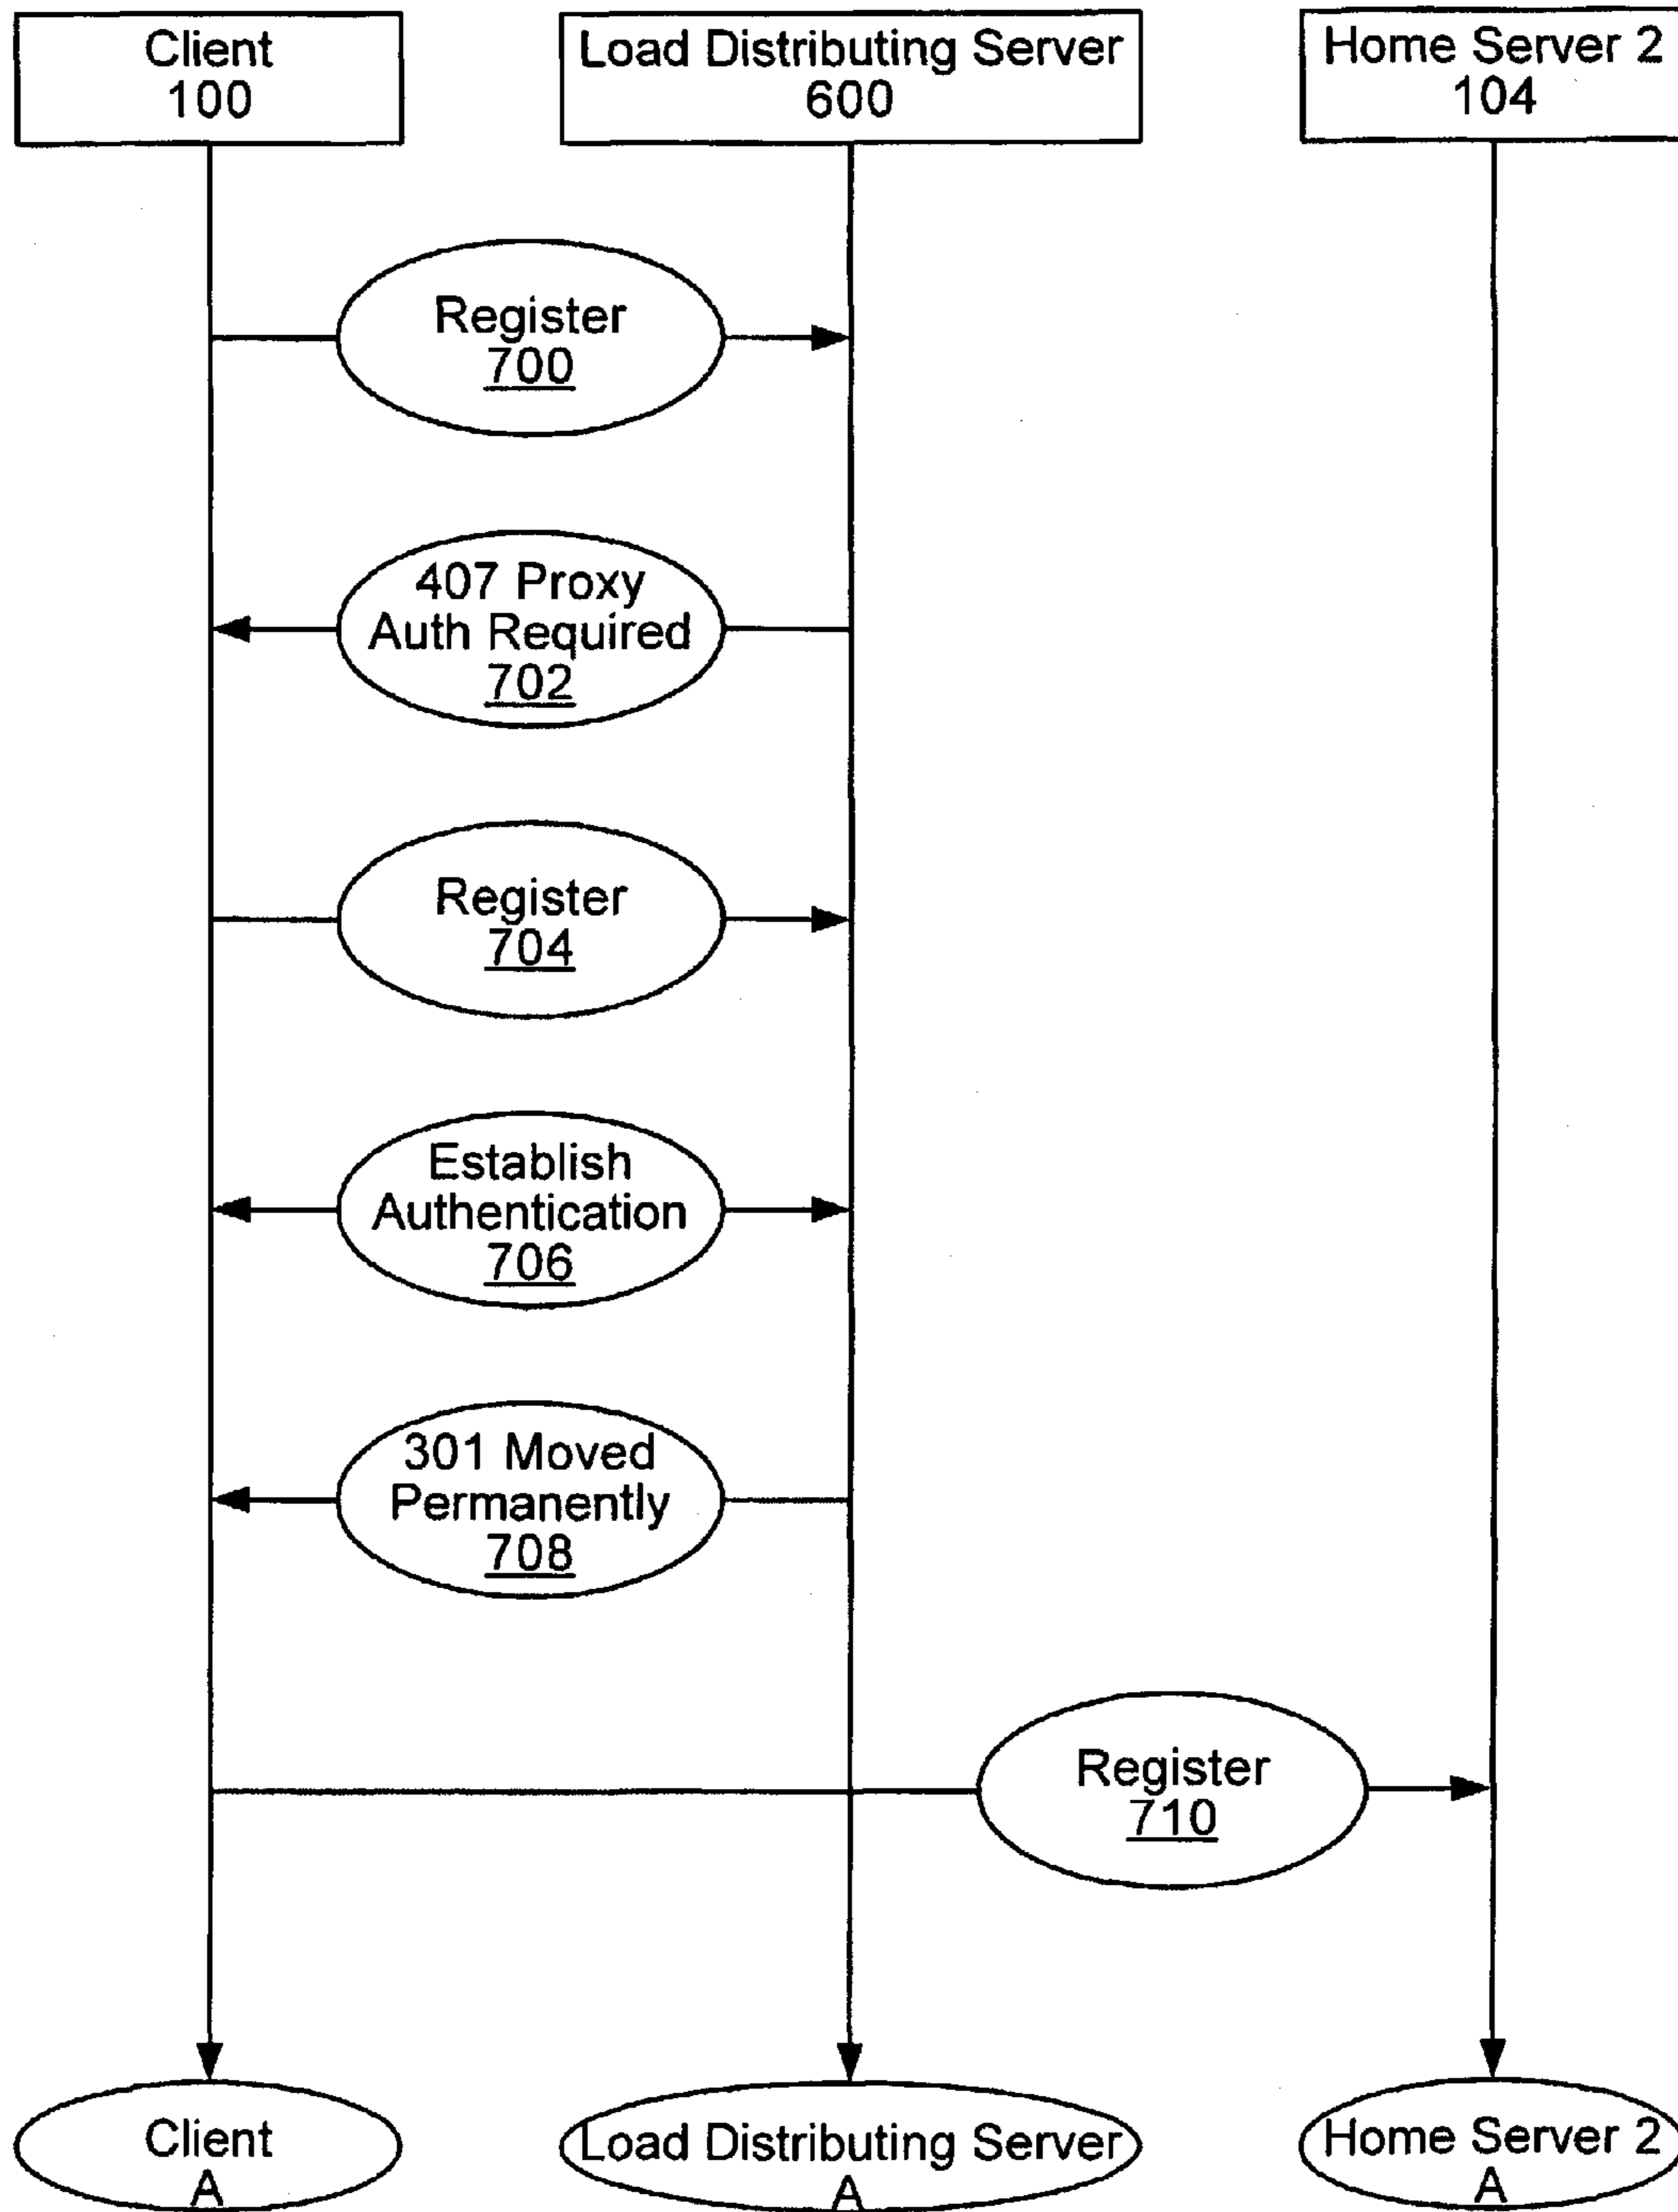 Client
100
Load Distributing Server
600
Home Server 2
104
Register
700
407 Proxy
Auth Required
702
Register
704
Establish
Authentication
706
301 Moved
Permanently
708
Register
710
Client
A
Load Distributing Server
A
Home Server 2
A